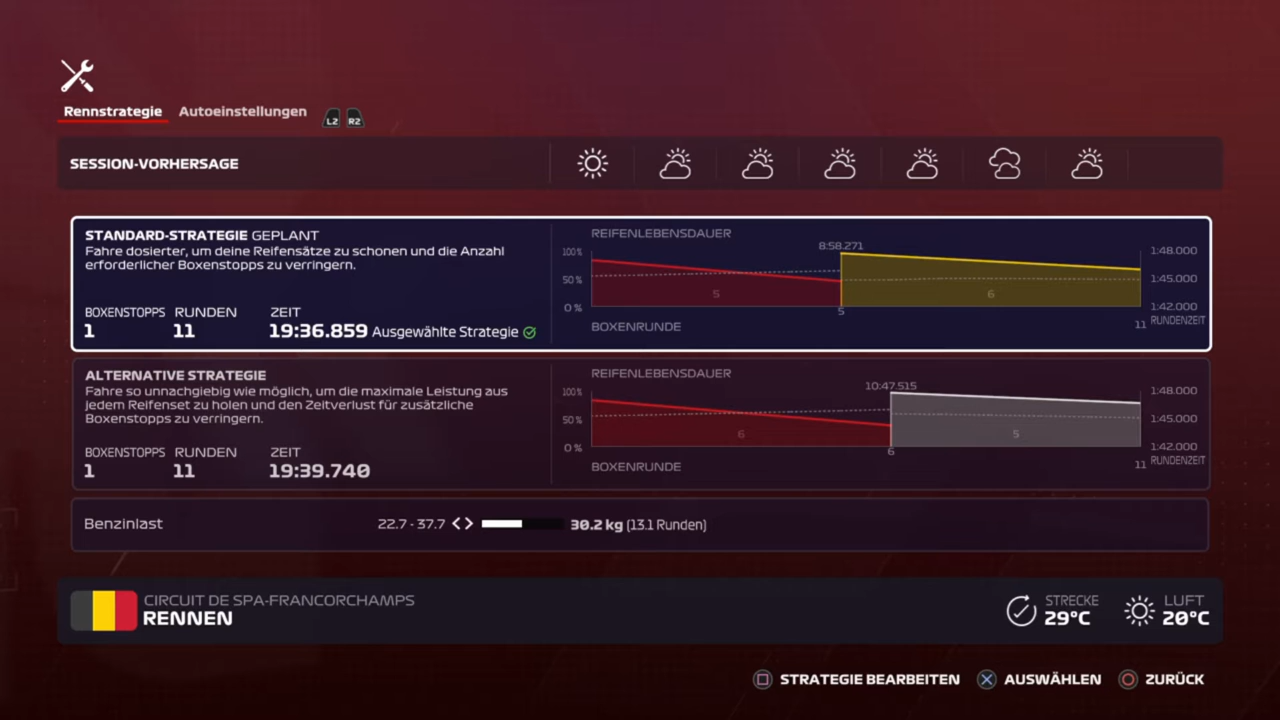 Rennstrategie Autoeinstellungen L2 R2
SESSION-VORHERSAGE
STANDARD-STRATEGIE GEPLANT
Fahre dosierter, um deine Reifensätze zu schonen und die Anzahl
erforderlicher Boxenstopps zu verringern.
BOXENSTOPPS RUNDEN ZEIT
1 11 19:36.859 Ausgewählte Strategie
REIFENLEBENSDAUER
8:58.271
100 % 1:48.000
50 % 1:45.000
5 6
0 % 1:42.000
5
11 RUNDENZEIT
BOXENRUNDE
ALTERNATIVE STRATEGIE
Fahre so unnachgiebig wie möglich, um die maximale Leistung aus
jedem Reifenset zu holen und den Zeitverlust für zusätzliche
Boxenstopps zu verringern.
BOXENSTOPPS RUNDEN ZEIT
1 11 19:39.740
REIFENLEBENSDAUER
10:47.515
100 % 1:48.000
50 % 1:45.000
6 5
0 % 1:42.000
6
11 RUNDENZEIT
BOXENRUNDE
Benzinlast 22.7 - 37.7 30.2 kg (13.1 Runden)
CIRCUIT DE SPA-FRANCORCHAMPS
RENNEN
STRECKE
29°C
LUFT
20°C
STRATEGIE BEARBEITEN AUSWÄHLEN ZURÜCK